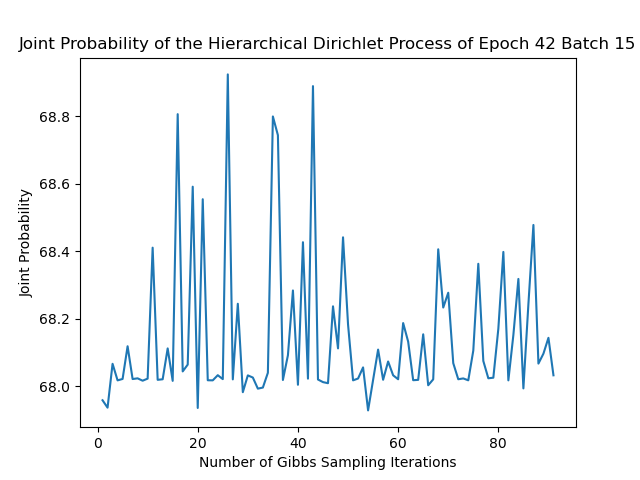 Joint Probability of the Hierarchical Dirichlet Process of Epoch 42 Batch 15
68.8
68.6
68.4
68.2
68.0
Joint Probability
0 20 40 60 80
Number of Gibbs Sampling Iterations